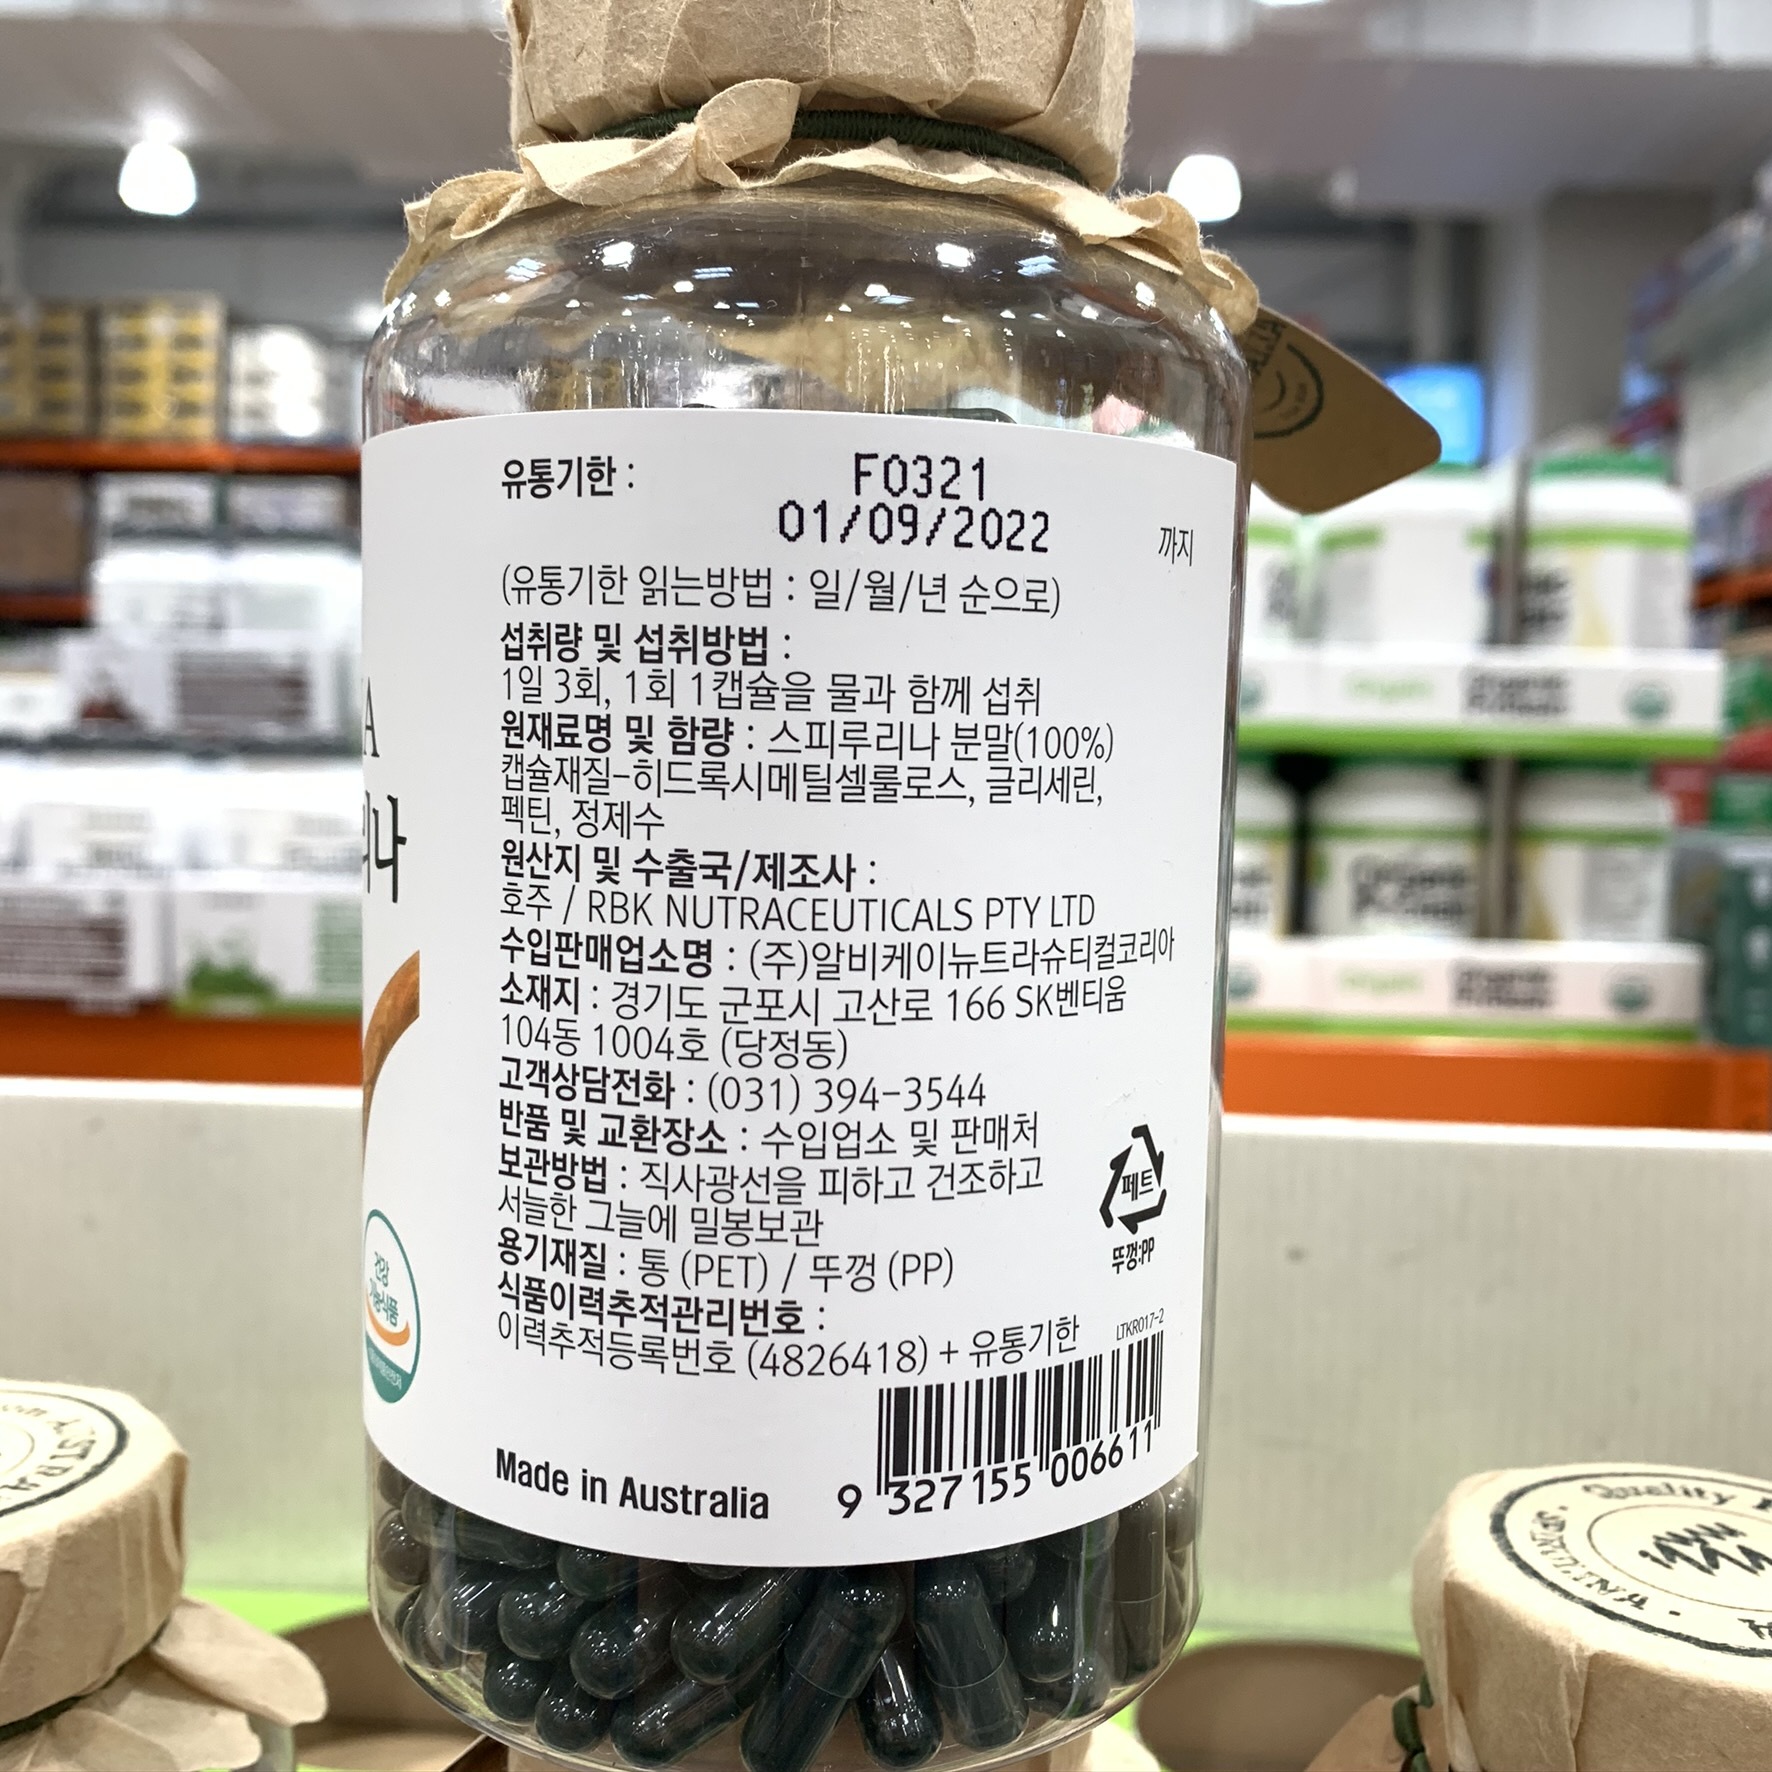 유통기한 :
F0321
01/09/2022
까지
(유통기한 읽는방법 : 일/월/년 순으로)
섭취량 및 섭취방법 :
1일 3회, 1회 1캡슐을 물과 함께 섭취
원재료명 및 함량 : 스피루리나 분말(100%)
캡슐재질-히드록시메틸셀룰로스, 글리세린,
펙틴, 정제수
원산지 및 수출국/제조사 :
호주 / RBK NUTRACEUTICALS PTY LTD
수입판매업소명 : (주)알비케이뉴트라슈티컬코리아
소재지 : 경기도 군포시 고산로 166 SK벤티움
104동 1004호 (당정동)
고객상담전화 : (031) 394-3544
반품 및 교환장소 : 수입업소 및 판매처
보관방법 : 직사광선을 피하고 건조하고
서늘한 그늘에 밀봉보관
용기재질 : 통 (PET) / 뚜껑 (PP)
식품이력추적관리번호 :
이력추적등록번호 (4826418) + 유통기한
페트
뚜껑:PP
LTKR017-2
9 327155 006611
Made in Australia
건강
기능식품
Quality
SPIRULINA